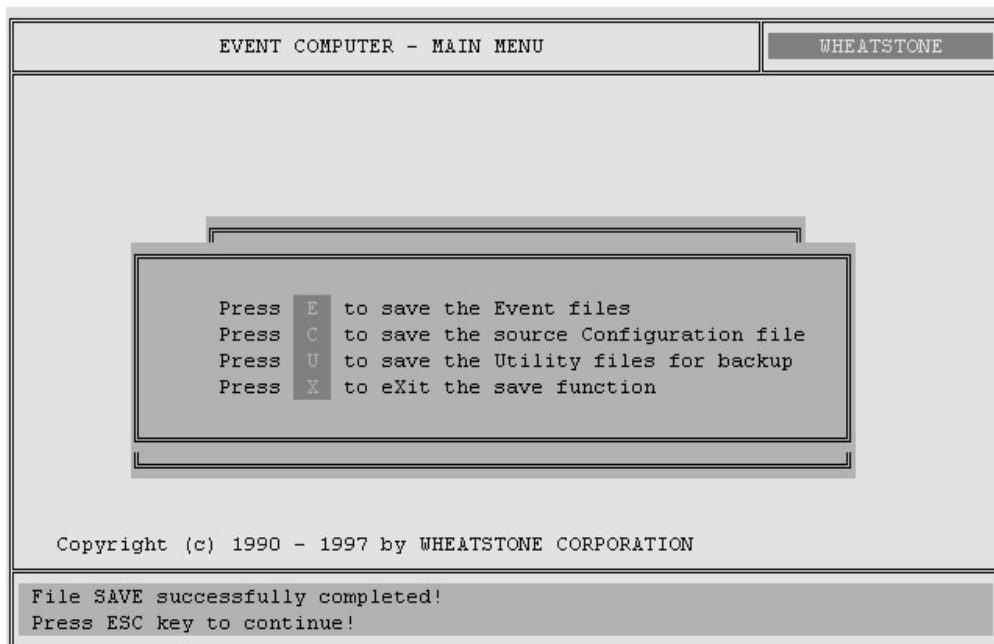 EVENT COMPUTER - MAIN MENU
WHEATSTONE
Press E to save the Event files
Press C to save the source Configuration file
Press U to save the Utility files for backup
Press X to eXit the save function
Copyright (c) 1990 - 1997 by WHEATSTONE CORPORATION
File SAVE successfully completed!
Press ESC key to continue!